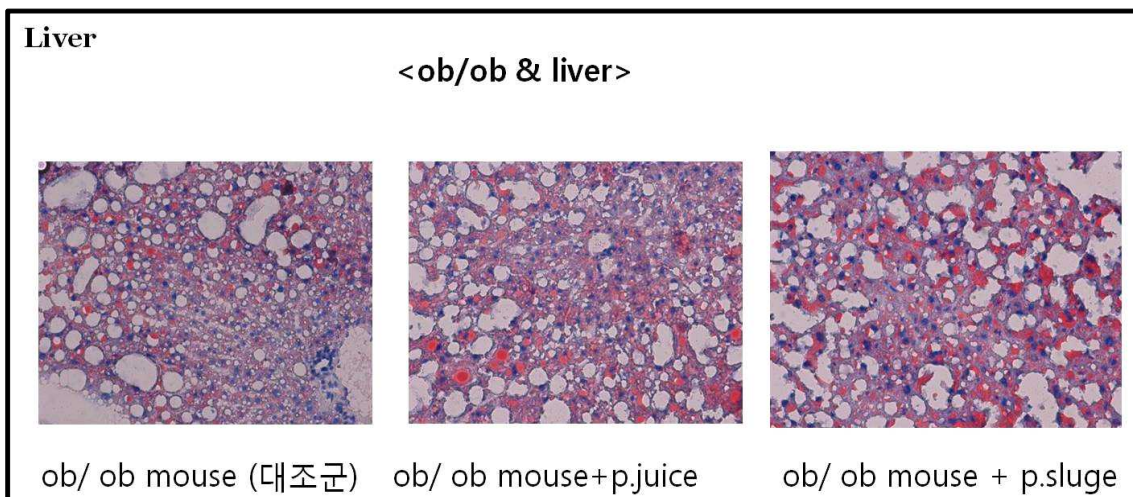 Liver
<ob/ob & liver>
ob/ ob mouse (대조군)
ob/ ob mouse+p.juice
ob/ ob mouse + p.sluge